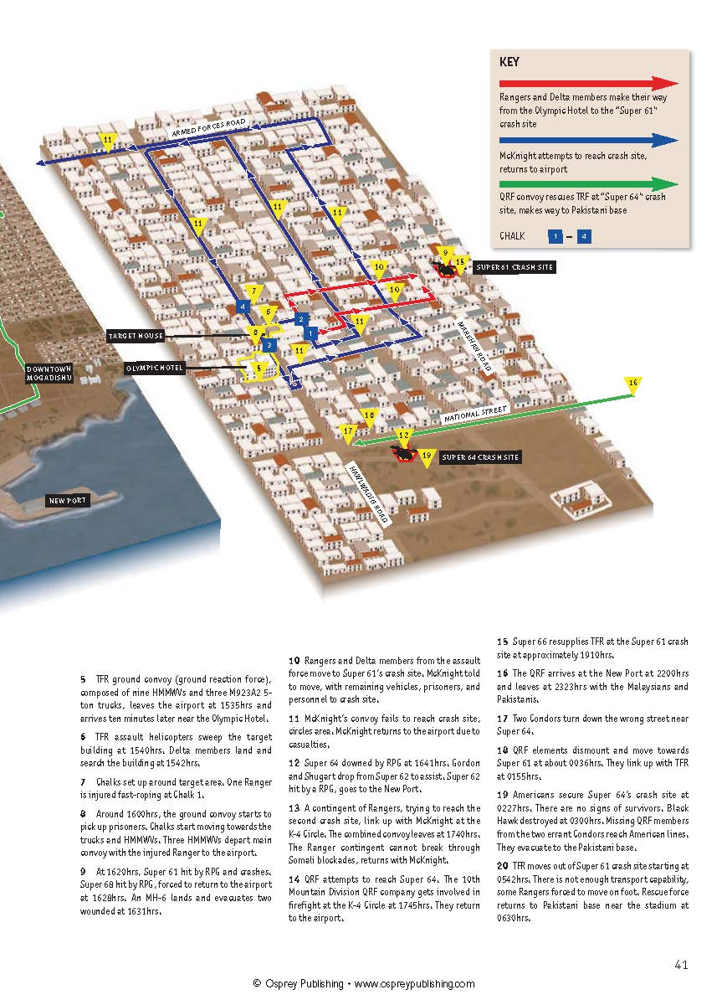 KEY
Rangers and Delta members make their way
from the Olympic Hotel to the "Super 61"
crash site
McKnight attempts to reach crash site,
returns to airport
QRF convoy rescues TRF at "Super 64" crash
site, makes way to Pakistani base
CHALK 1 – 4
ARMED FORCES ROAD
11
11
11
11
9
15
SUPER 61 CRASH SITE
10
10
7
4
6
2
TARGET HOUSE
8
1
11
3
11
MAREHAN ROAD
OLYMPIC HOTEL
5
DOWNTOWN
MOGADISHU
16
NATIONAL STREET
18
17
12
19
SUPER 64 CRASH SITE
HAWLWADIG ROAD
NEW PORT
5 TFR ground convoy (ground reaction force),
composed of nine HMMWVs and three M923A2 5-
ton trucks, leaves the airport at 1535hrs and
arrives ten minutes later near the Olympic Hotel.
6 TFR assault helicopters sweep the target
building at 1540hrs. Delta members land and
search the building at 1542hrs.
7 Chalks set up around target area. One Ranger
is injured fast-roping at Chalk 1.
8 Around 1600hrs, the ground convoy starts to
pick up prisoners. Chalks start moving towards the
trucks and HMMWVs. Three HMMWVs depart main
convoy with the injured Ranger to the airport.
9 At 1620hrs, Super 61 hit by RPG and crashes.
Super 68 hit by RPG, forced to return to the airport
at 1628hrs. An MH-6 lands and evacuates two
wounded at 1631hrs.
10 Rangers and Delta members from the assault
force move to Super 61's crash site. McKnight told
to move, with remaining vehicles, prisoners, and
personnel to crash site.
11 McKnight's convoy fails to reach crash site,
circles area. McKnight returns to the airport due to
casualties.
12 Super 64 downed by RPG at 1641hrs. Gordon
and Shugart drop from Super 62 to assist. Super 62
hit by a RPG, goes to the New Port.
13 A contingent of Rangers, trying to reach the
second crash site, link up with McKnight at the
K-4 Circle. The combined convoy leaves at 1740hrs.
The Ranger contingent cannot break through
Somali blockades, returns with McKnight.
14 QRF attempts to reach Super 64. The 10th
Mountain Division QRF company gets involved in
firefight at the K-4 Circle at 1745hrs. They return
to the airport.
15 Super 66 resupplies TFR at the Super 61 crash
site at approximately 1910hrs.
16 The QRF arrives at the New Port at 2200hrs
and leaves at 2323hrs with the Malaysians and
Pakistanis.
17 Two Condors turn down the wrong street near
Super 64.
18 QRF elements dismount and move towards
Super 61 at about 0036hrs. They link up with TFR
at 0155hrs.
19 Americans secure Super 64's crash site at
0227hrs. There are no signs of survivors. Black
Hawk destroyed at 0300hrs. Missing QRF members
from the two errant Condors reach American lines.
They evacuate to the Pakistani base.
20 TFR moves out of Super 61 crash site starting at
0542hrs. There is not enough transport capability,
some Rangers forced to move on foot. Rescue force
returns to Pakistani base near the stadium at
0630hrs.
41
© Osprey Publishing • www.ospreypublishing.com